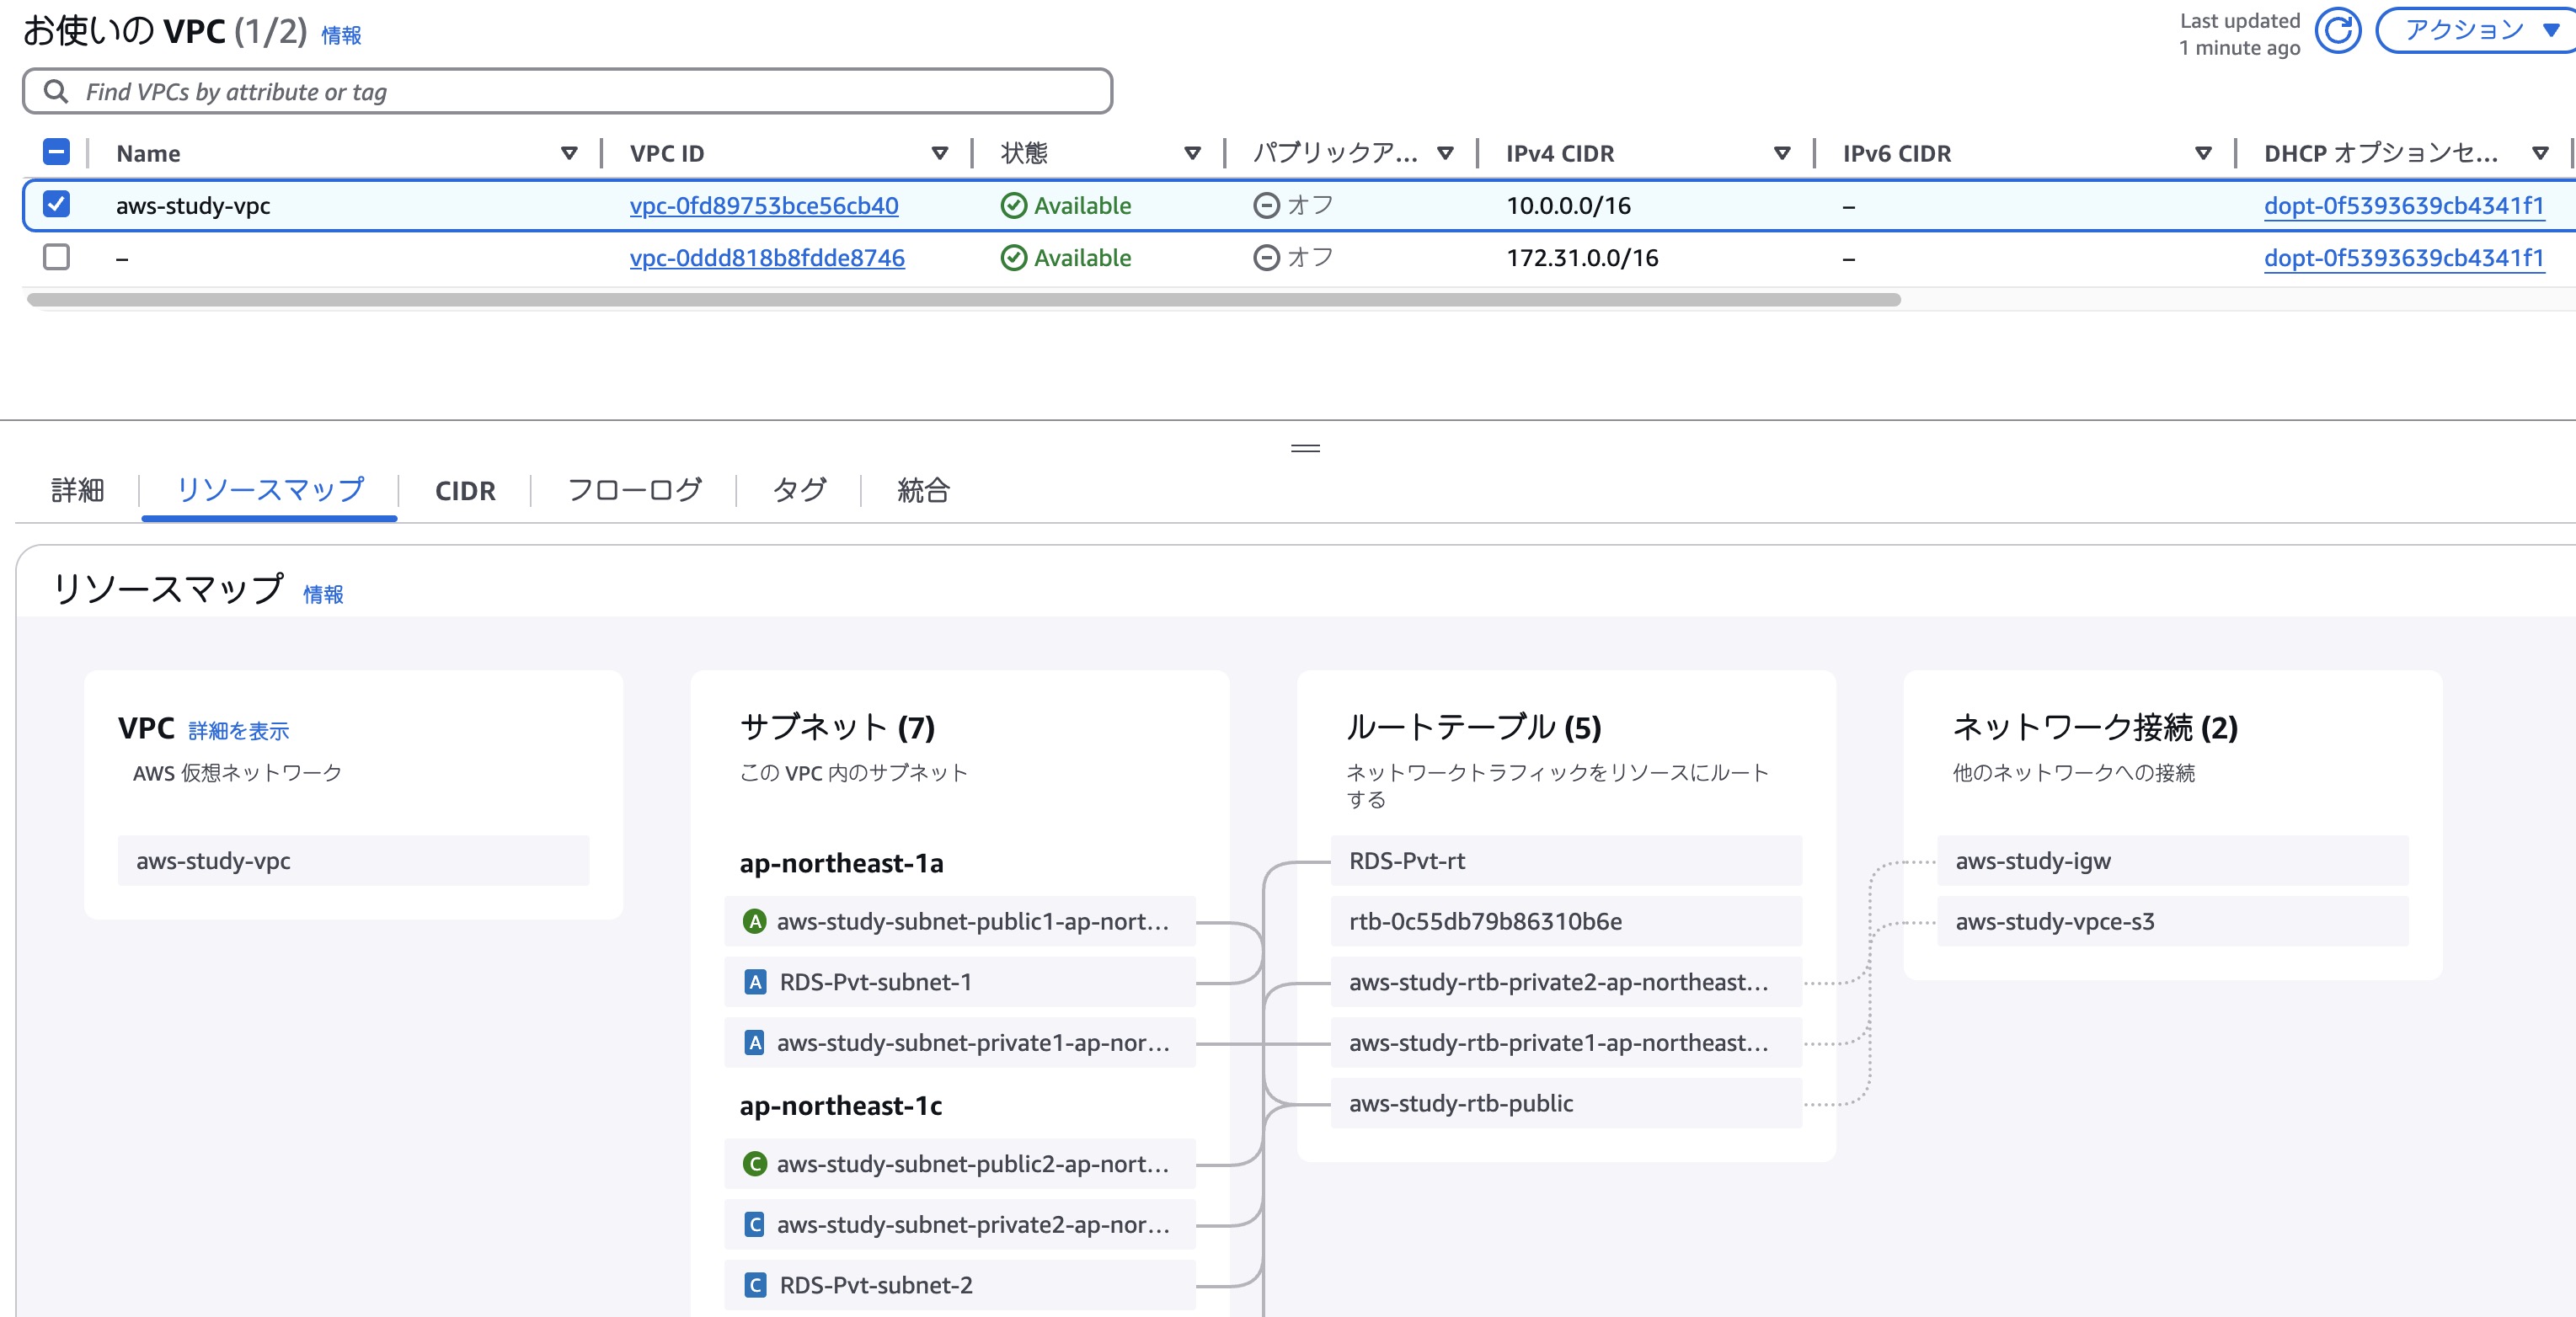 お使いの VPC (1/2) 情報
Last updated
1 minute ago
アクション
Find VPCs by attribute or tag
Name VPC ID 状態 パブリックア... IPv4 CIDR IPv6 CIDR DHCP オプションセ...
aws-study-vpc vpc-0fd89753bce56cb40 Available オフ 10.0.0.0/16 – dopt-0f5393639cb4341f1
– vpc-0ddd818b8fdde8746 Available オフ 172.31.0.0/16 – dopt-0f5393639cb4341f1
詳細 リソースマップ CIDR フローログ タグ 統合
リソースマップ 情報
VPC 詳細を表示
AWS 仮想ネットワーク
aws-study-vpc
サブネット (7)
この VPC 内のサブネット
ap-northeast-1a
A aws-study-subnet-public1-ap-nort...
A RDS-Pvt-subnet-1
A aws-study-subnet-private1-ap-nor...
ap-northeast-1c
C aws-study-subnet-public2-ap-nort...
C aws-study-subnet-private2-ap-nor...
C RDS-Pvt-subnet-2
ルートテーブル (5)
ネットワークトラフィックをリソースにルート
する
RDS-Pvt-rt
rtb-0c55db79b86310b6e
aws-study-rtb-private2-ap-northeast...
aws-study-rtb-private1-ap-northeast...
aws-study-rtb-public
ネットワーク接続 (2)
他のネットワークへの接続
aws-study-igw
aws-study-vpce-s3